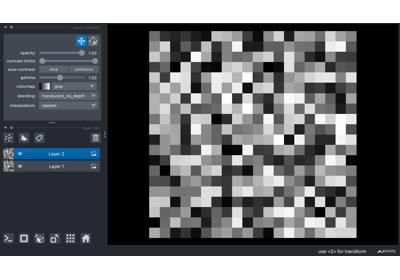 opacity:
1.00
contrast limits:
auto-contrast:
once
continuous
gamma:
1.00
colormap:
gray
blending:
translucent_no_depth
interpolation:
nearest
Layer 2
Layer 1
use <2> for transform
activity